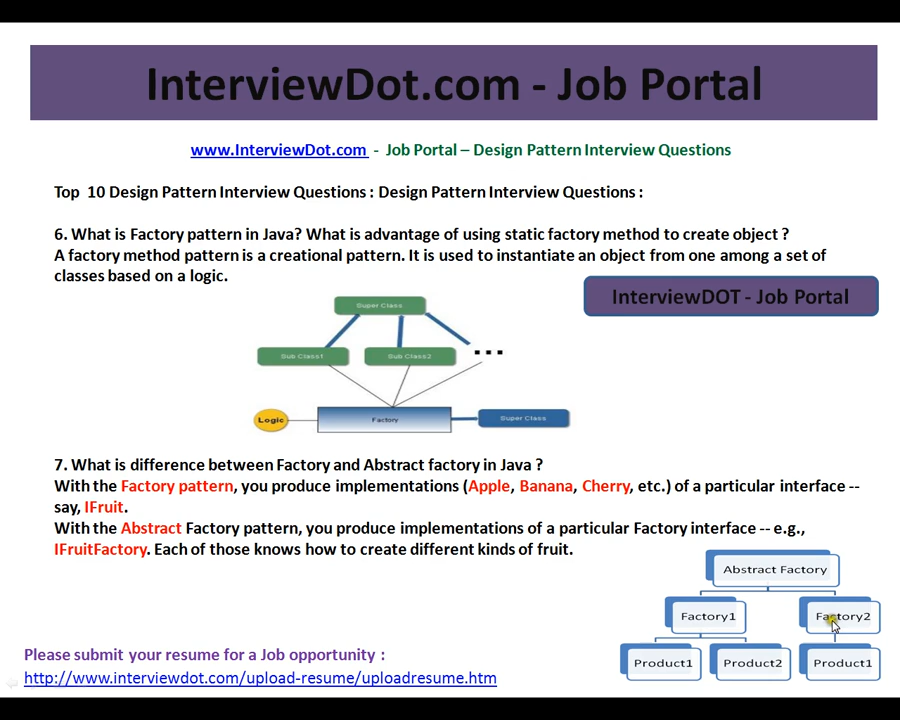 InterviewDot.com - Job Portal
www.InterviewDot.com - Job Portal – Design Pattern Interview Questions
Top 10 Design Pattern Interview Questions : Design Pattern Interview Questions :
6. What is Factory pattern in Java? What is advantage of using static factory method to create object ?
A factory method pattern is a creational pattern. It is used to instantiate an object from one among a set of
classes based on a logic.
InterviewDOT - Job Portal
Super Class
Sub Class1
Sub Class2
...
Logic
Factory
Super Class
7. What is difference between Factory and Abstract factory in Java ?
With the Factory pattern, you produce implementations (Apple, Banana, Cherry, etc.) of a particular interface --
say, IFruit.
With the Abstract Factory pattern, you produce implementations of a particular Factory interface -- e.g.,
IFruitFactory. Each of those knows how to create different kinds of fruit.
Abstract Factory
Factory1
Factory2
Product1
Product2
Product1
Please submit your resume for a Job opportunity :
http://www.interviewdot.com/upload-resume/uploadresume.htm